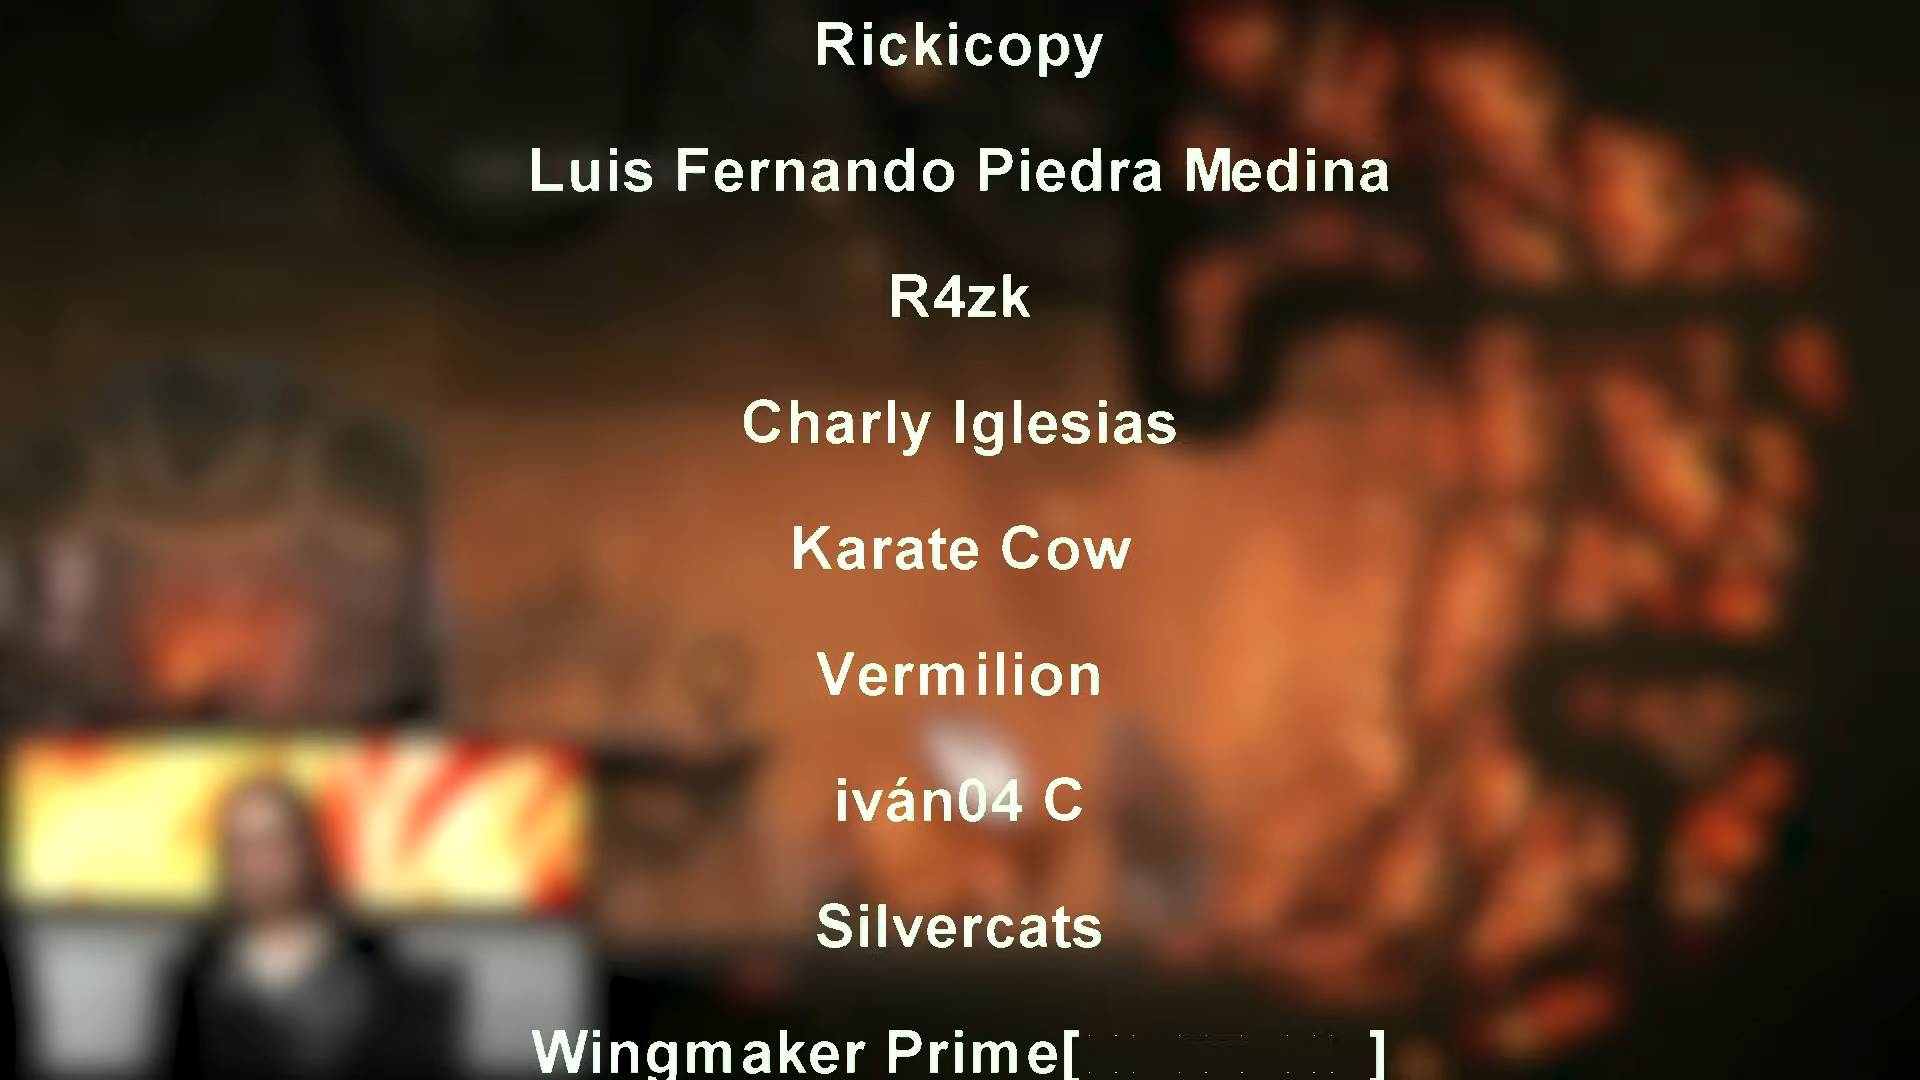 Rickicopy
Luis Fernando Piedra Medina
R4zk
Charly Iglesias
Karate Cow
Vermilion
iván04 C
Silvercats
Wingmaker Prime[ ]